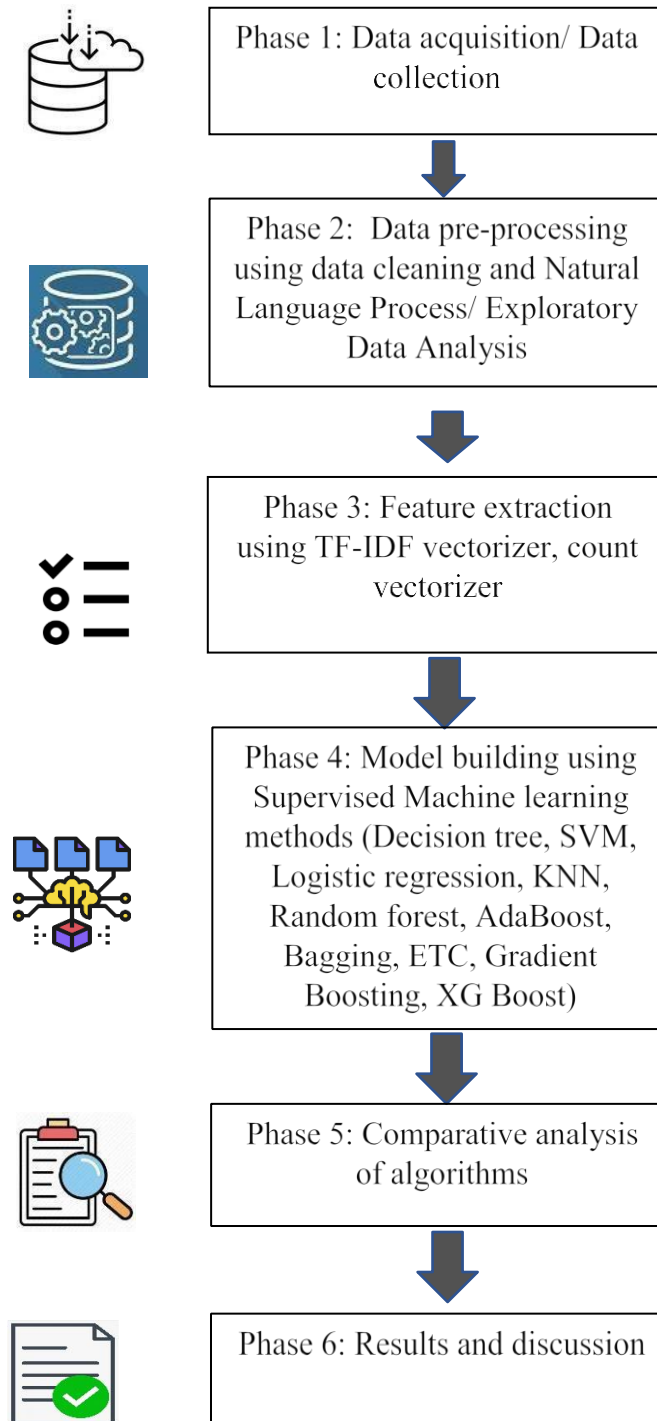 Phase 1: Data acquisition/ Data
collection
Phase 2:  Data pre-processing
using data cleaning and Natural
Language Process/ Exploratory
Data Analysis
Phase 3: Feature extraction
using TF-IDF vectorizer, count
vectorizer
Phase 4: Model building using
Supervised Machine learning
methods (Decision tree, SVM,
Logistic regression, KNN,
Random forest, AdaBoost,
Bagging, ETC, Gradient
Boosting, XG Boost)
Phase 5: Comparative analysis
of algorithms
Phase 6: Results and discussion